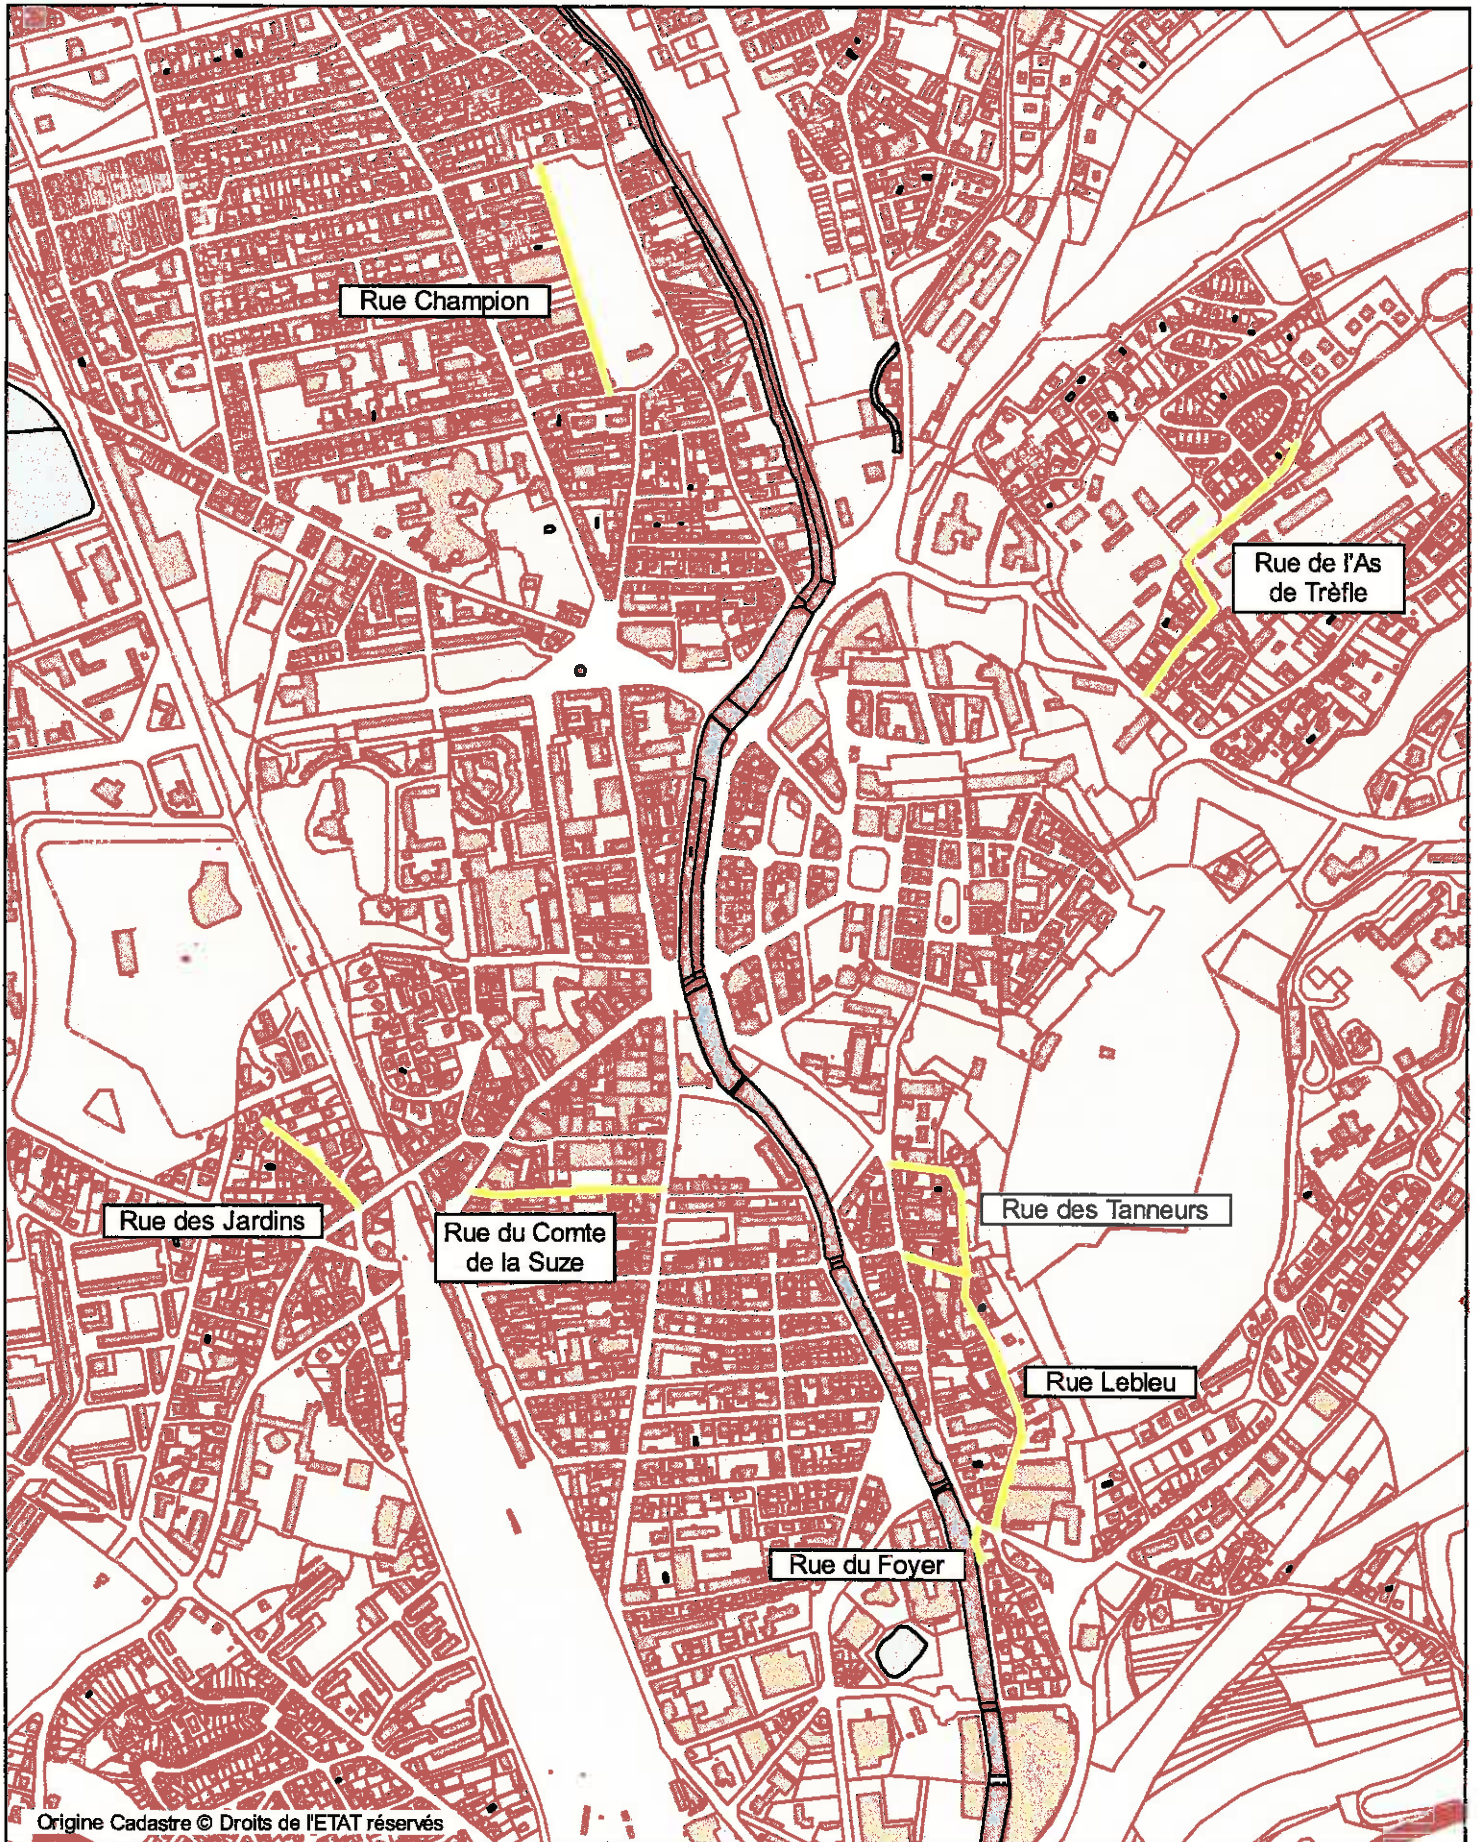 Rue Champion
Rue de l'As
de Trèfle
Rue des Jardins
Rue du Comte
de la Suze
Rue des Tanneurs
Rue Lebleu
Rue du Foyer
Origine Cadastre © Droits de l'ETAT réservés